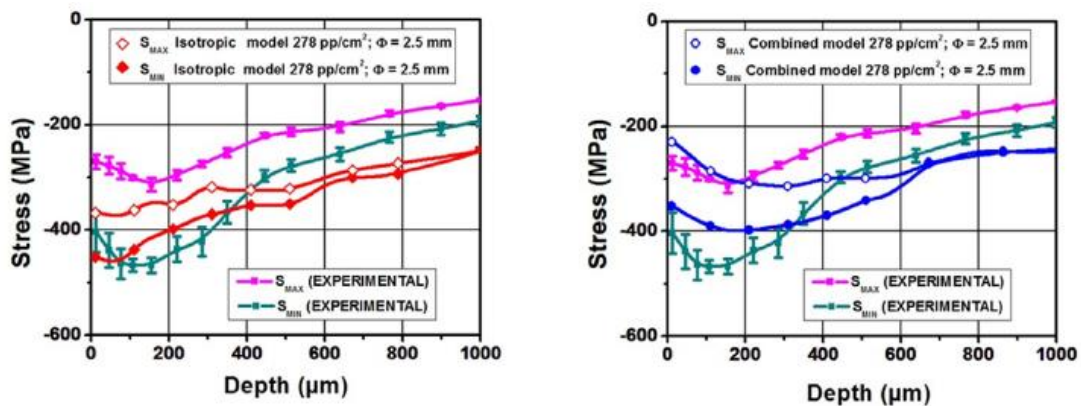 0
-200
-400
-600
Stress (MPa)
S_MAX Isotropic model 278 pp/cm²; Φ = 2.5 mm
S_MIN Isotropic model 278 pp/cm²; Φ = 2.5 mm
S_MAX (EXPERIMENTAL)
S_MIN (EXPERIMENTAL)
0 200 400 600 800 1000
Depth (µm)
0
-200
-400
-600
Stress (MPa)
S_MAX Combined model 278 pp/cm²; Φ = 2.5 mm
S_MIN Combined model 278 pp/cm²; Φ = 2.5 mm
S_MAX (EXPERIMENTAL)
S_MIN (EXPERIMENTAL)
0 200 400 600 800 1000
Depth (µm)